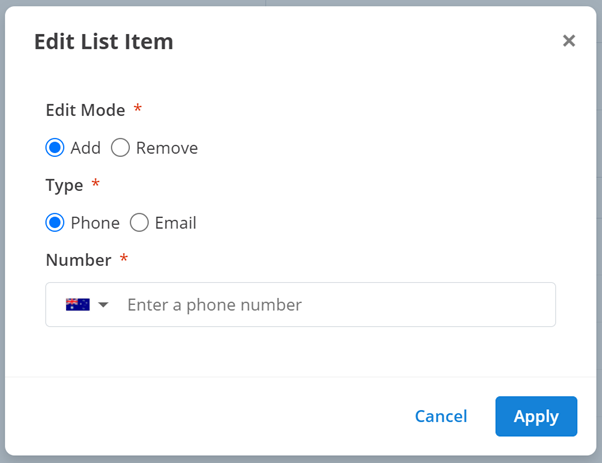 Edit List Item ×
Edit Mode *
Add Remove
Type *
Phone Email
Number *
Enter a phone number
Cancel Apply